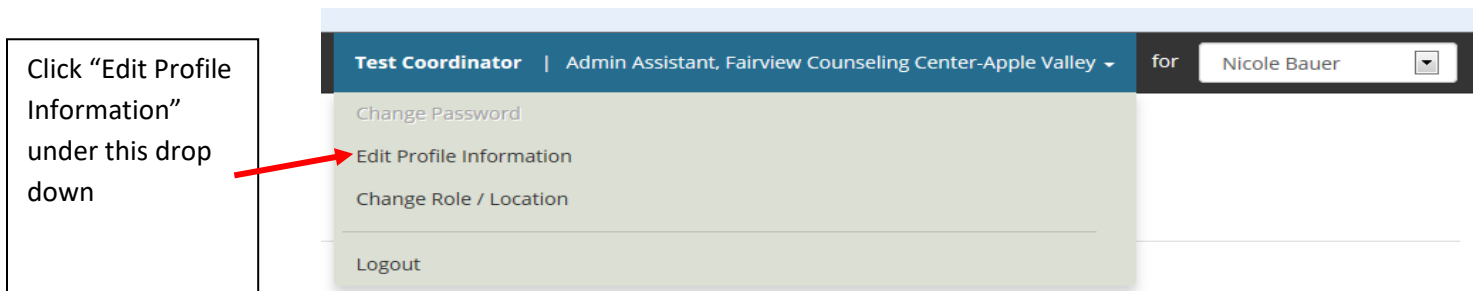 Click “Edit Profile
Information”
under this drop
down
Test Coordinator | Admin Assistant, Fairview Counseling Center-Apple Valley for Nicole Bauer
Change Password
Edit Profile Information
Change Role / Location
Logout